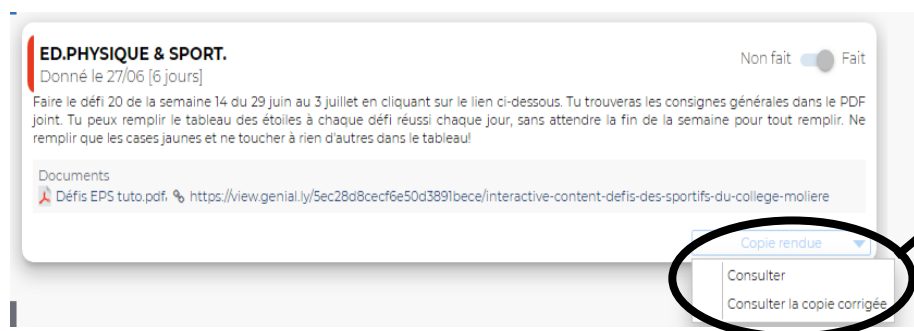 ED.PHYSIQUE & SPORT.
Non fait Fait
Donné le 27/06 [6 jours]
Faire le défi 20 de la semaine 14 du 29 juin au 3 juillet en cliquant sur le lien ci-dessous. Tu trouveras les consignes générales dans le PDF
joint. Tu peux remplir le tableau des étoiles à chaque défi réussi chaque jour, sans attendre la fin de la semaine pour tout remplir. Ne
remplir que les cases jaunes et ne toucher à rien d'autres dans le tableau!
Documents
Défis EPS tuto.pdf, https://view.genial.ly/5ec28d8cecf6e50d3891bece/interactive-content-defis-des-sportifs-du-college-moliere
Copie rendue
Consulter
Consulter la copie corrigée